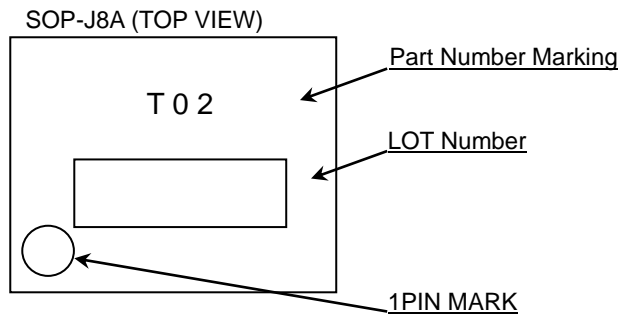 SOP-J8A (TOP VIEW)
Part Number Marking
T 0 2
LOT Number
1PIN MARK